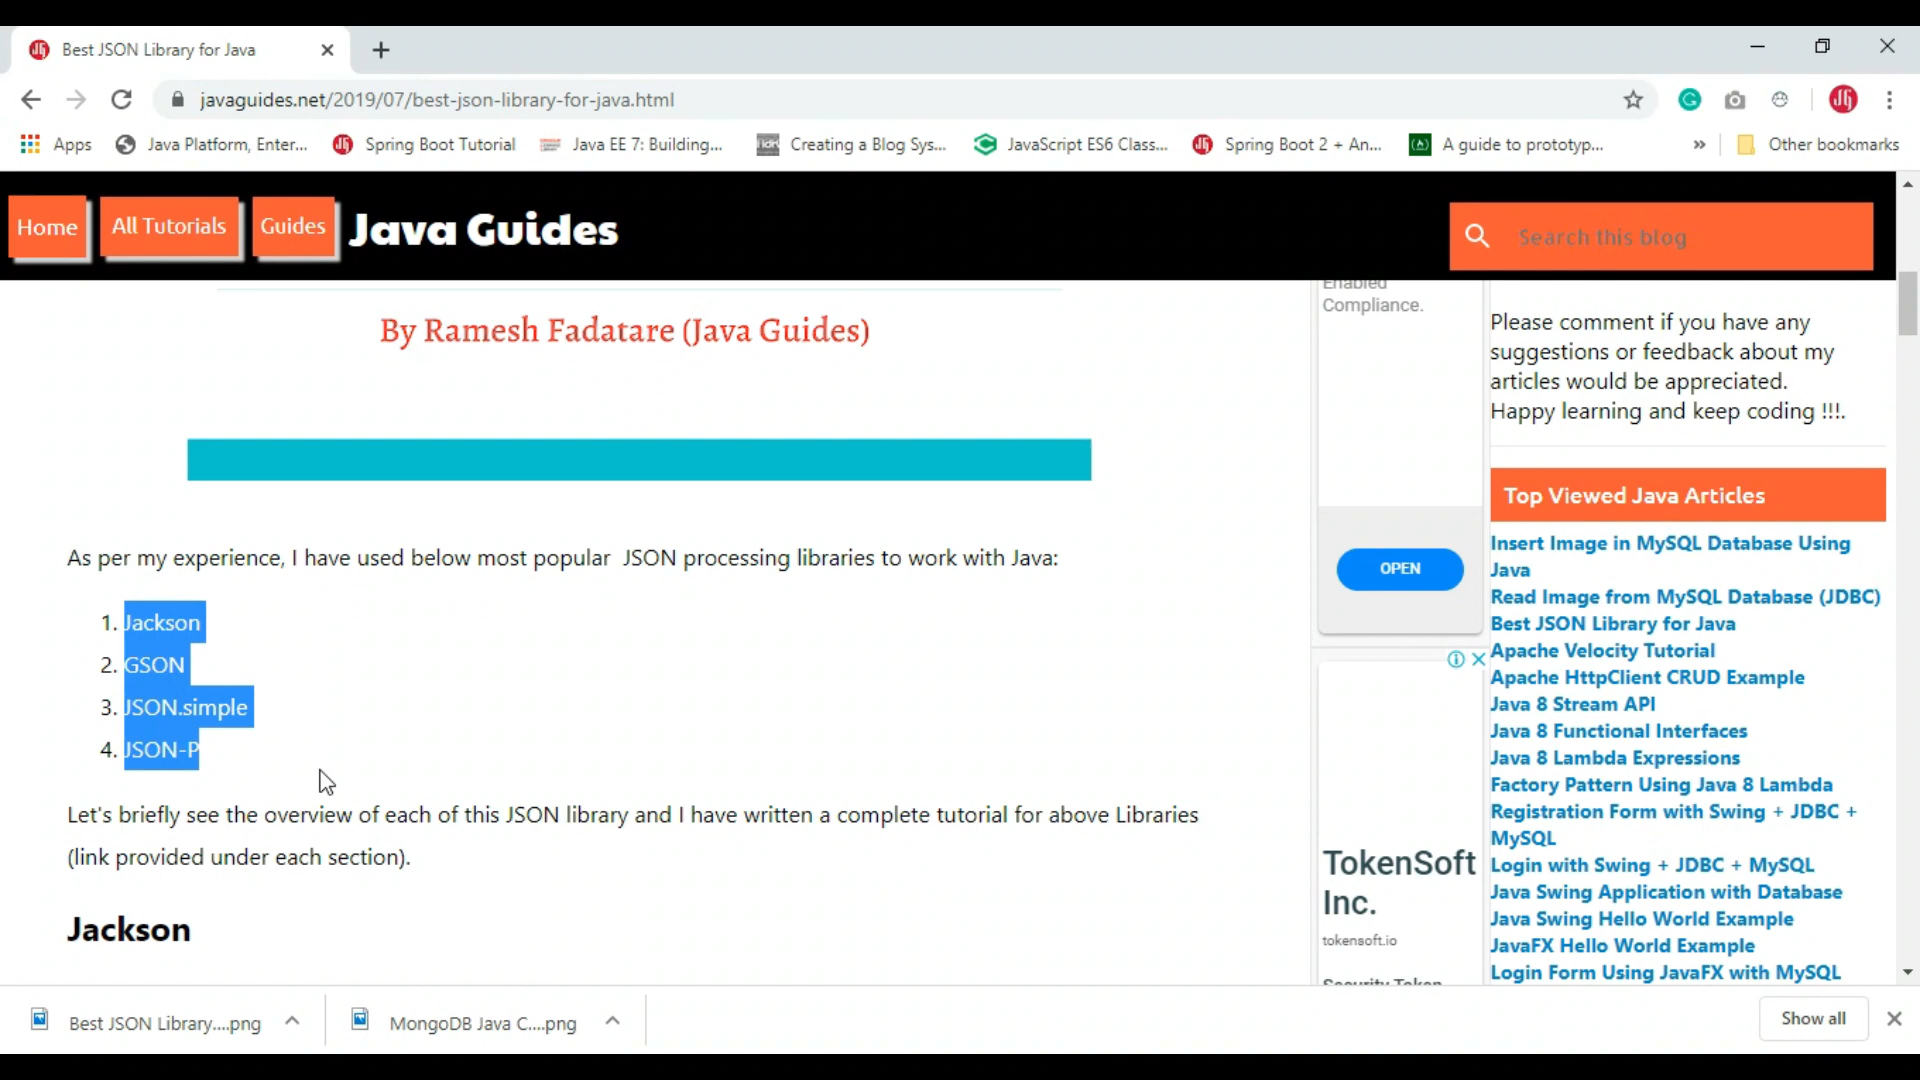 Best JSON Library for Java
javaguides.net/2019/07/best-json-library-for-java.html
Apps
Java Platform, Enter...
Spring Boot Tutorial
Java EE 7: Building...
Creating a Blog Sys...
JavaScript ES6 Class...
Spring Boot 2 + An...
A guide to prototyp...
» Other bookmarks
Home
All Tutorials
Guides
Java Guides
Search this blog
By Ramesh Fadatare (Java Guides)
As per my experience, I have used below most popular  JSON processing libraries to work with Java:
1. Jackson
2. GSON
3. JSON.simple
4. JSON-P
Let's briefly see the overview of each of this JSON library and I have written a complete tutorial for above Libraries
(link provided under each section).
Jackson
Enabled
Compliance.
OPEN
TokenSoft
Inc.
tokensoft.io
Security Token
Please comment if you have any
suggestions or feedback about my
articles would be appreciated.
Happy learning and keep coding !!!.
Top Viewed Java Articles
Insert Image in MySQL Database Using
Java
Read Image from MySQL Database (JDBC)
Best JSON Library for Java
Apache Velocity Tutorial
Apache HttpClient CRUD Example
Java 8 Stream API
Java 8 Functional Interfaces
Java 8 Lambda Expressions
Factory Pattern Using Java 8 Lambda
Registration Form with Swing + JDBC +
MySQL
Login with Swing + JDBC + MySQL
Java Swing Application with Database
Java Swing Hello World Example
JavaFX Hello World Example
Login Form Using JavaFX with MySQL
Best JSON Library....png
MongoDB Java C....png
Show all